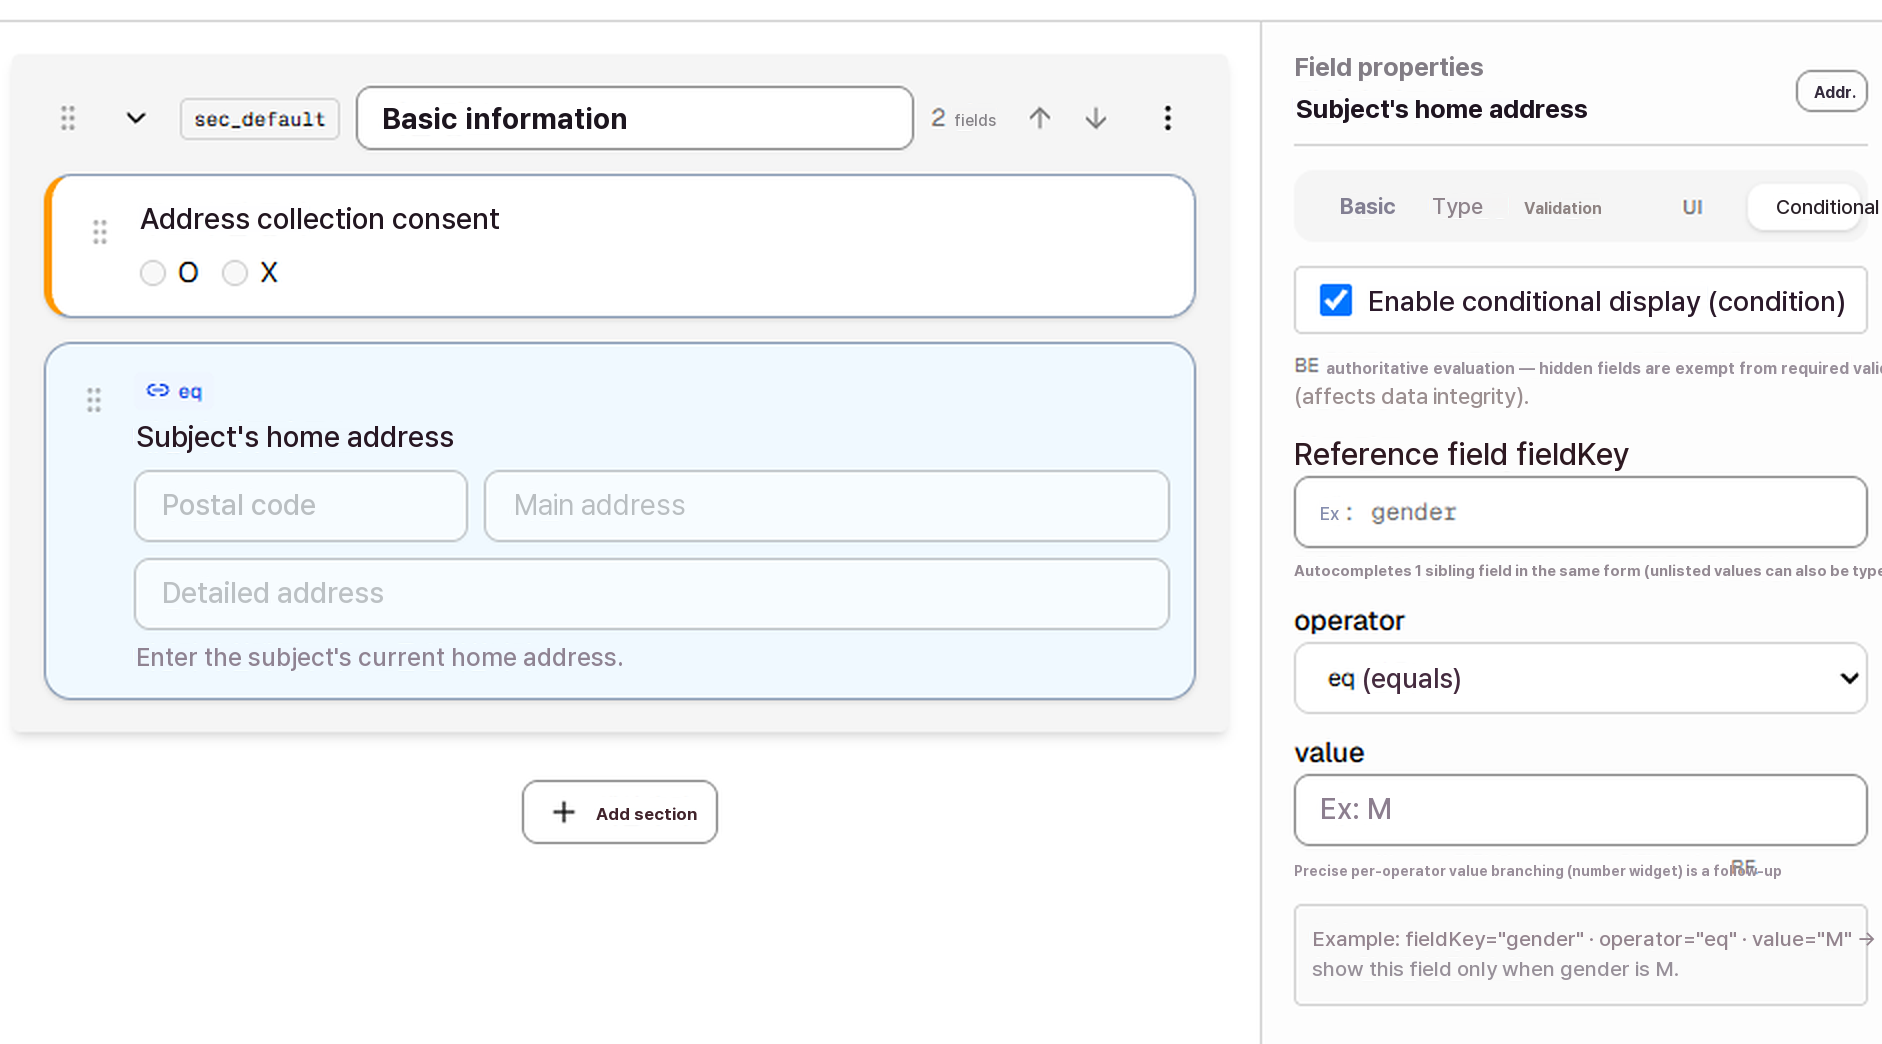 sec_default
Basic information
2 fields
Address collection consent
O X
eq
Subject's home address
Postal code
Main address
Detailed address
Enter the subject's current home address.
Add section
Field properties
Subject's home address
Addr.
Basic Type Validation UI Conditional
Enable conditional display (condition)
BE authoritative evaluation — hidden fields are exempt from required
(affects data integrity).
Reference field fieldKey
Ex : gender
Autocompletes 1 sibling field in the same form (unlisted values can also be
operator
eq (equals)
value
Ex: M
Precise per-operator value branching (number widget) is a follow-up BE
Example: fieldKey="gender" · operator="eq" · value="M" →
show this field only when gender is M.